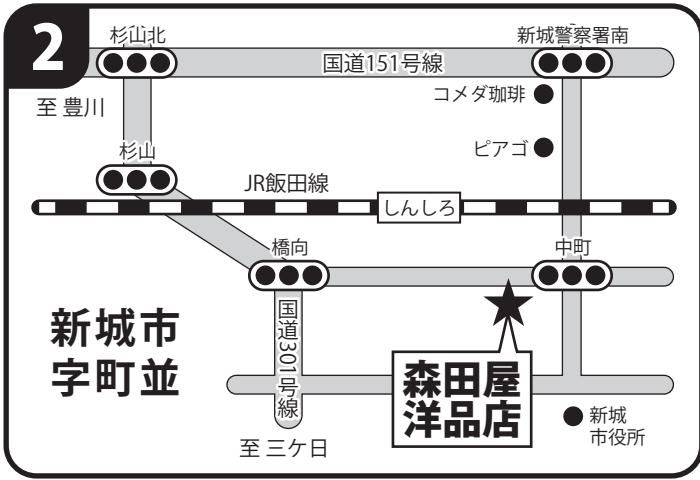 2
杉山北
新城警察署南
国道151号線
コメダ珈琲
至 豊川
ピアゴ
杉山
JR飯田線
しんしろ
橋向
中町
国道301号線
新城市
字町並
森田屋
洋品店
新城
市役所
至 三ケ日